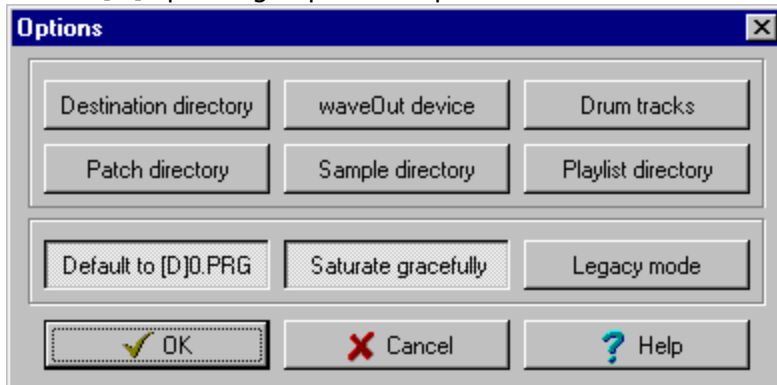 Options
Destination directory
waveOut device
Drum tracks
Patch directory
Sample directory
Playlist directory
Default to [D]0.PRG
Saturate gracefully
Legacy mode
OK
Cancel
? Help